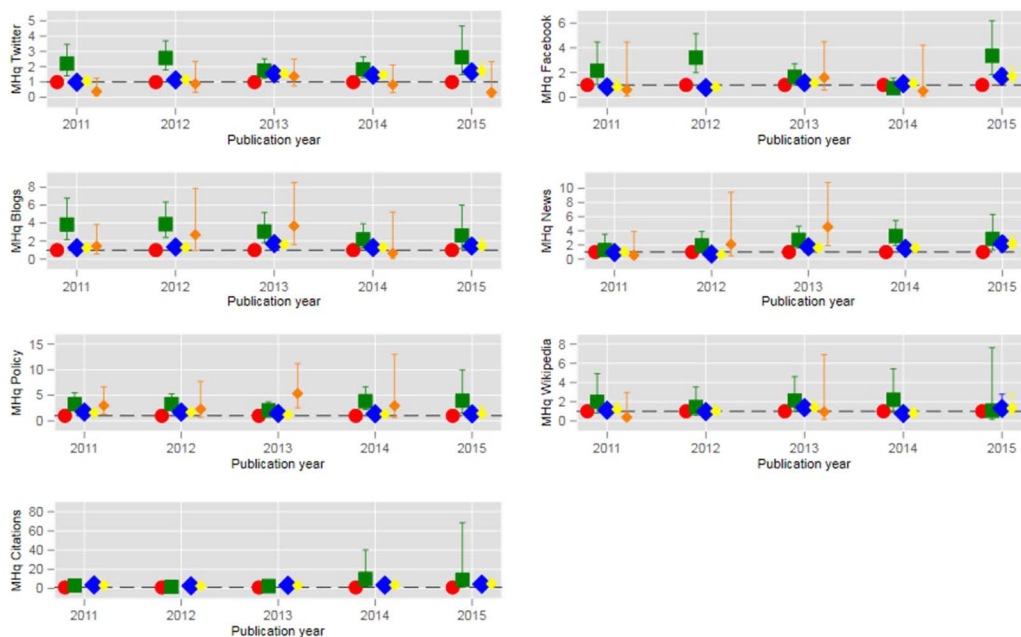 MHq Twitter
5
4
3
2
1
0
2011 2012 2013 2014 2015
Publication year
MHq Facebook
6
4
2
0
2011 2012 2013 2014 2015
Publication year
MHq Blogs
8
6
4
2
0
2011 2012 2013 2014 2015
Publication year
MHq News
10
8
6
4
2
0
2011 2012 2013 2014 2015
Publication year
MHq Policy
15
10
5
0
2011 2012 2013 2014 2015
Publication year
MHq Wikipedia
8
6
4
2
0
2011 2012 2013 2014 2015
Publication year
MHq Citations
80
60
40
20
0
2011 2012 2013 2014 2015
Publication year